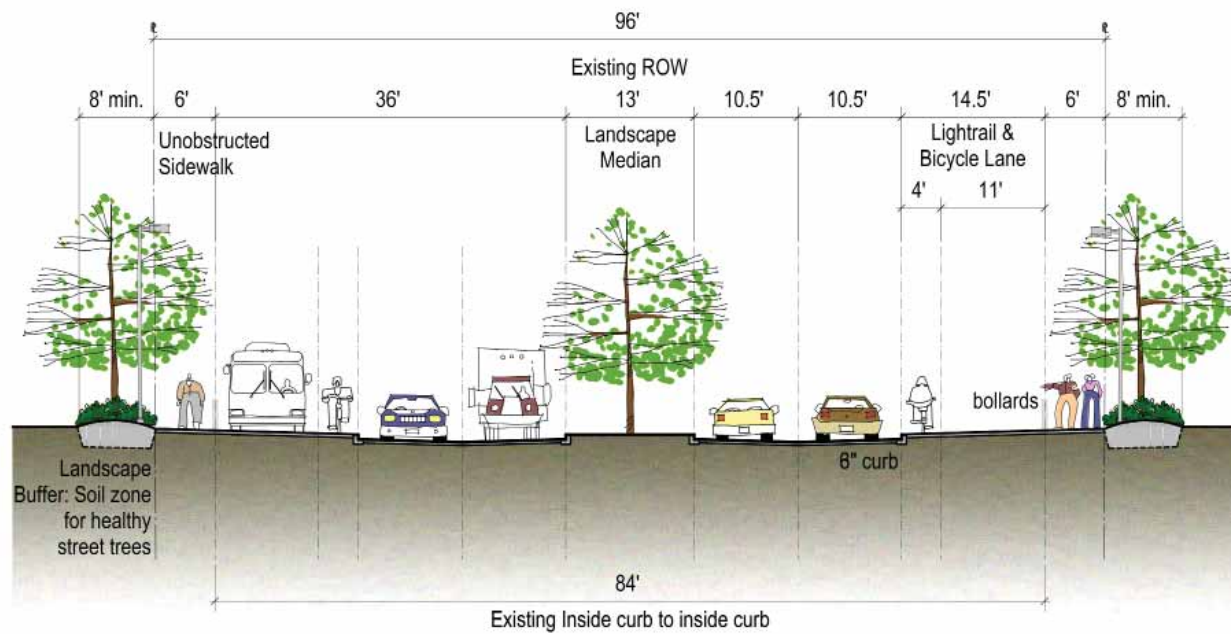 96'
Existing ROW
8' min.
6'
36'
13'
10.5'
10.5'
14.5'
6'
8' min.
Unobstructed
Sidewalk
Landscape
Median
Lightrail &
Bicycle Lane
4'
11'
bollards
6" curb
Landscape
Buffer: Soil zone
for healthy
street trees
84'
Existing Inside curb to inside curb